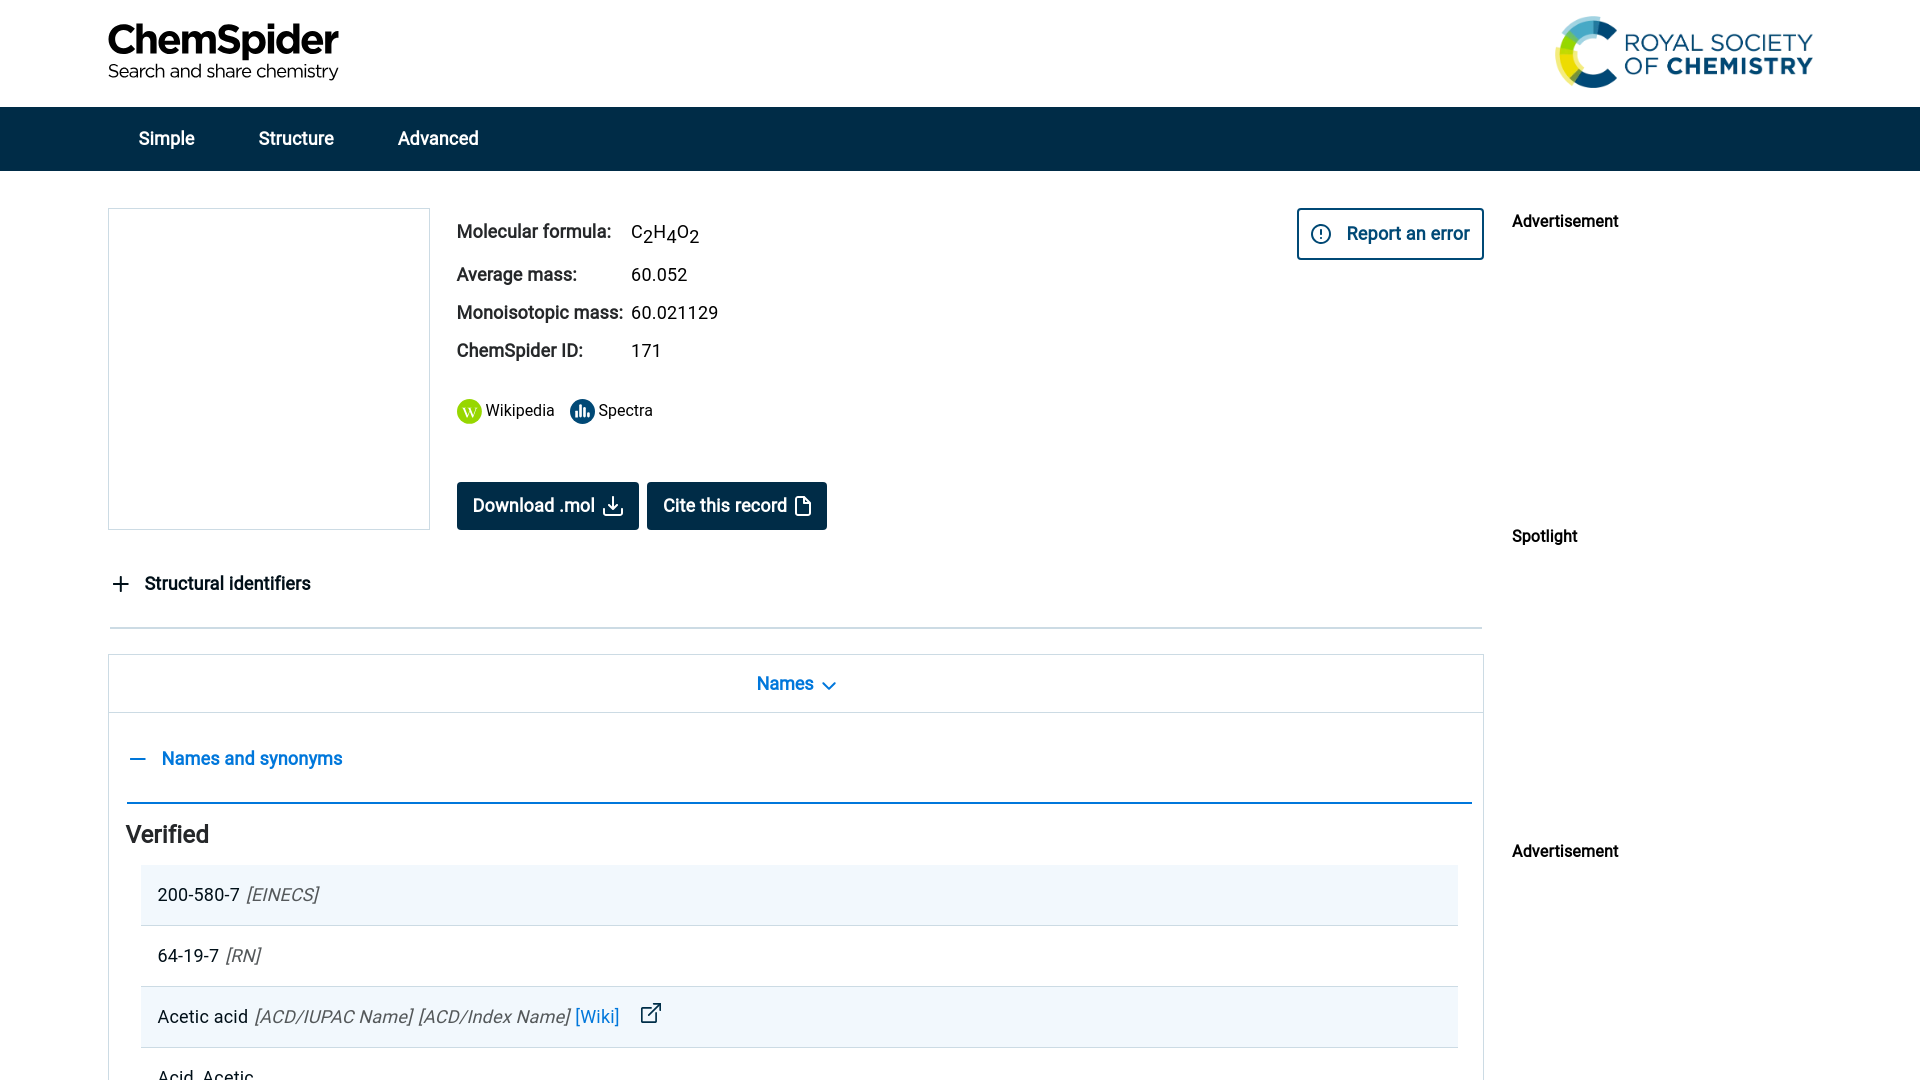 ChemSpider
Search and share chemistry
ROYAL SOCIETY
OF CHEMISTRY
Simple Structure Advanced
Molecular formula: C₂H₄O₂
Average mass: 60.052
Monoisotopic mass: 60.021129
ChemSpider ID: 171
W Wikipedia Spectra
Download .mol Cite this record
Report an error
Advertisement
Spotlight
Advertisement
Structural identifiers
Names
Names and synonyms
Verified
200-580-7 [EINECS]
64-19-7 [RN]
Acetic acid [ACD/IUPAC Name] [ACD/Index Name] [Wiki]
Acid, Acetic